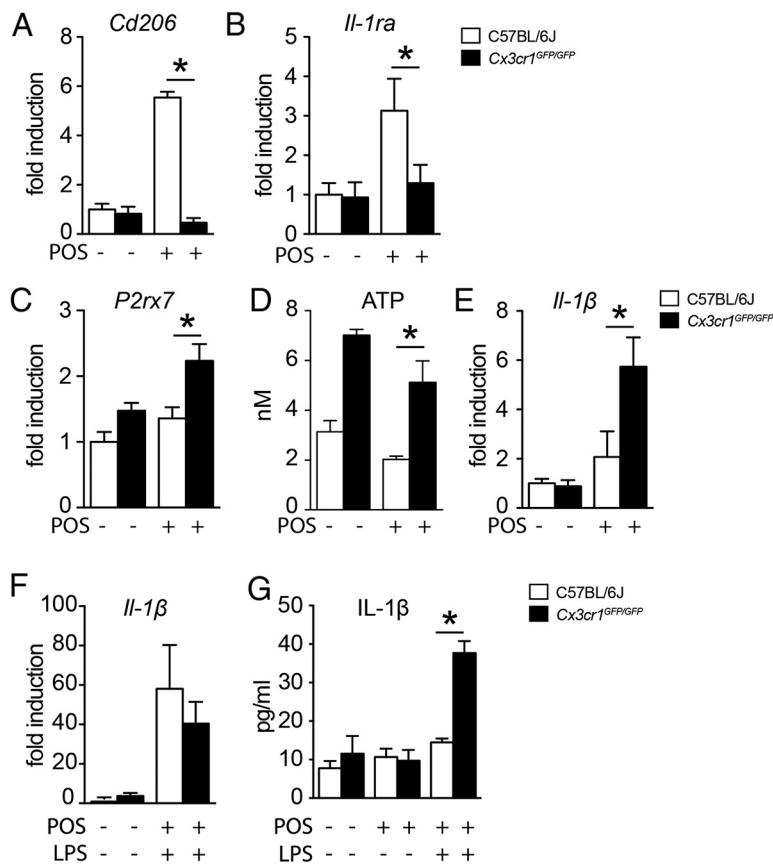 A
Cd206
fold induction
8
6
4
2
0
POS - - + +
B
Il-1ra
fold induction
5
4
3
2
1
0
- - + +
C57BL/6J
Cx3cr1GFP/GFP
*
*
C
P2rx7
fold induction
3
2
1
0
POS - - + +
*
D
ATP
nM
8
6
4
2
0
- - + +
*
E
Il-1β
fold induction
10
8
6
4
2
0
POS - - + +
*
C57BL/6J
Cx3cr1GFP/GFP
F
Il-1β
fold induction
100
80
60
40
20
0
POS - - + +
LPS - - + +
G
IL-1β
pg/ml
50
40
30
20
10
0
POS - - + + + +
LPS - - - - + +
*
C57BL/6J
Cx3cr1GFP/GFP